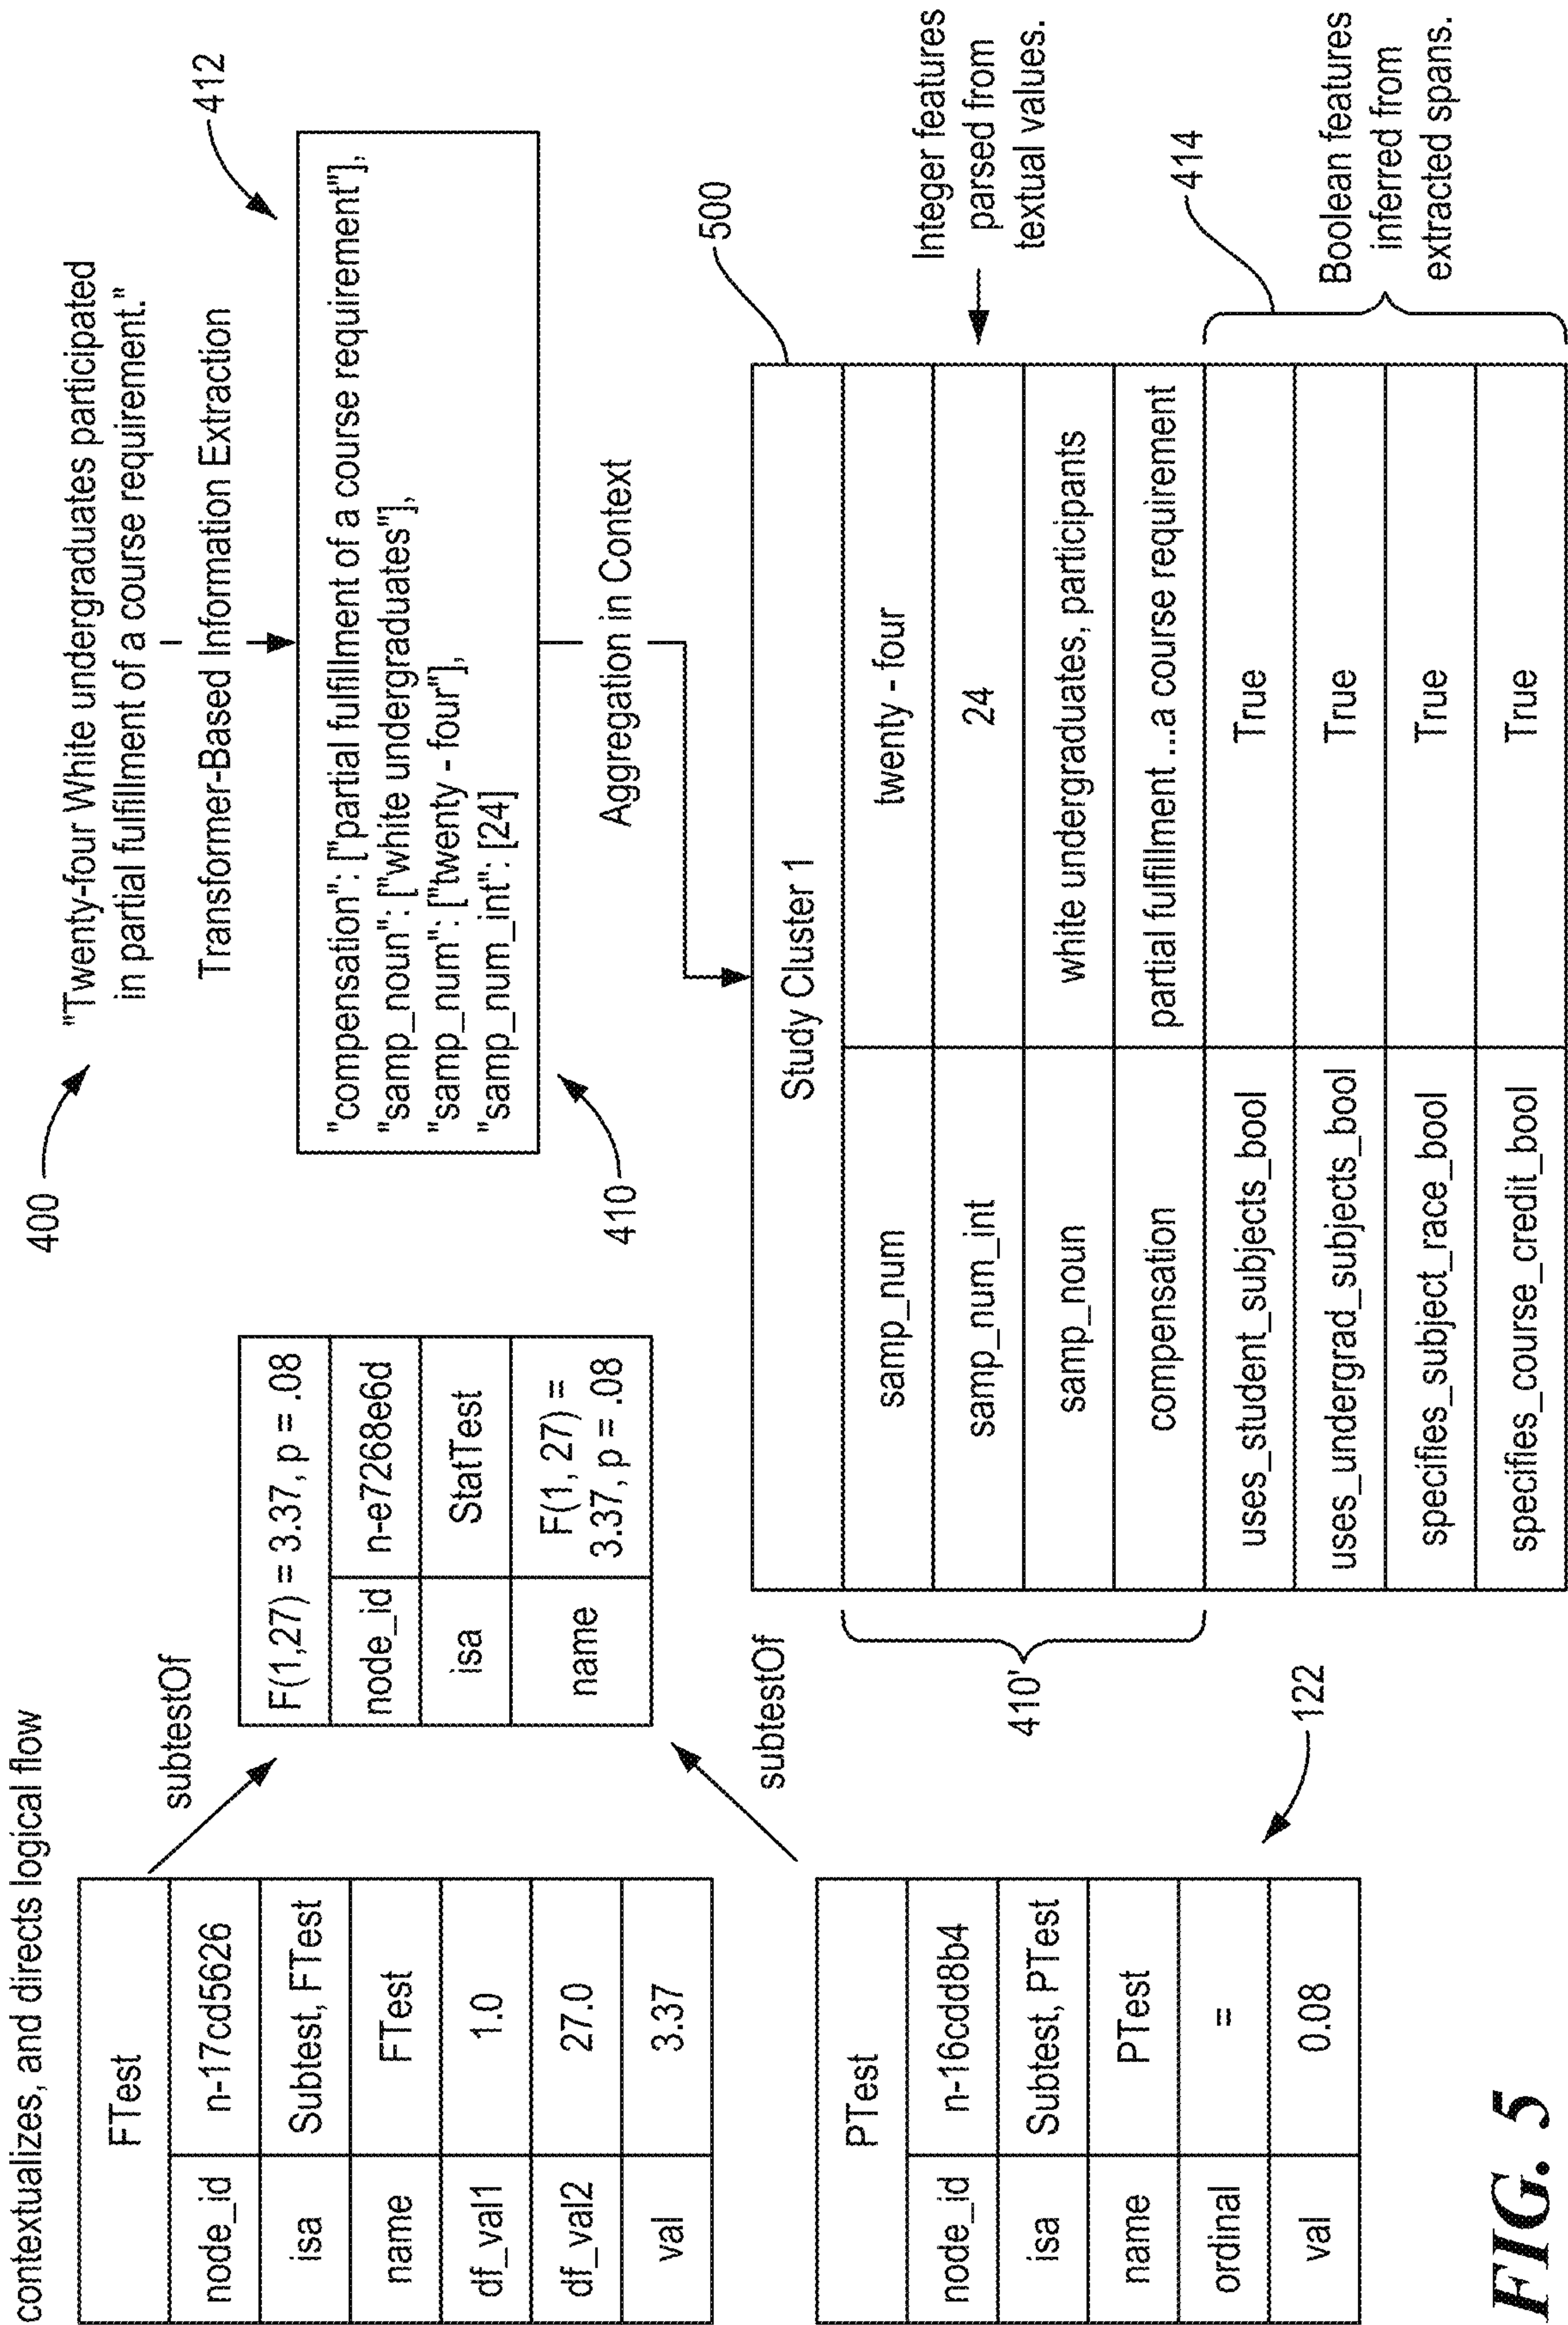 contextualizes, and directs logical flow
FTest
node_id n-17cd5626
isa Subtest, FTest
name FTest
df_val1 1.0
df_val2 27.0
val 3.37
subtestOf
PTest
node_id n-16cdd8b4
isa Subtest, PTest
name PTest
ordinal =
val 0.08
subtestOf
122
F(1,27) = 3.37, p = .08
node_id n-e7268e6d
isa StatTest
name F(1, 27) =
3.37, p = .08
400
"Twenty-four White undergraduates participated
in partial fulfillment of a course requirement."
Transformer-Based Information Extraction
412
"compensation": ["partial fulfillment of a course requirement"],
"samp_noun": ["white undergraduates"],
"samp_num": ["twenty - four"],
"samp_num_int": [24]
410
Aggregation in Context
500
Study Cluster 1
samp_num twenty - four
samp_num_int 24
samp_noun white undergraduates, participants
compensation partial fulfillment ...a course requirement
uses_student_subjects_bool True
uses_undergrad_subjects_bool True
specifies_subject_race_bool True
specifies_course_credit_bool True
410'
Integer features
parsed from
textual values.
414
Boolean features
inferred from
extracted spans.
FIG. 5